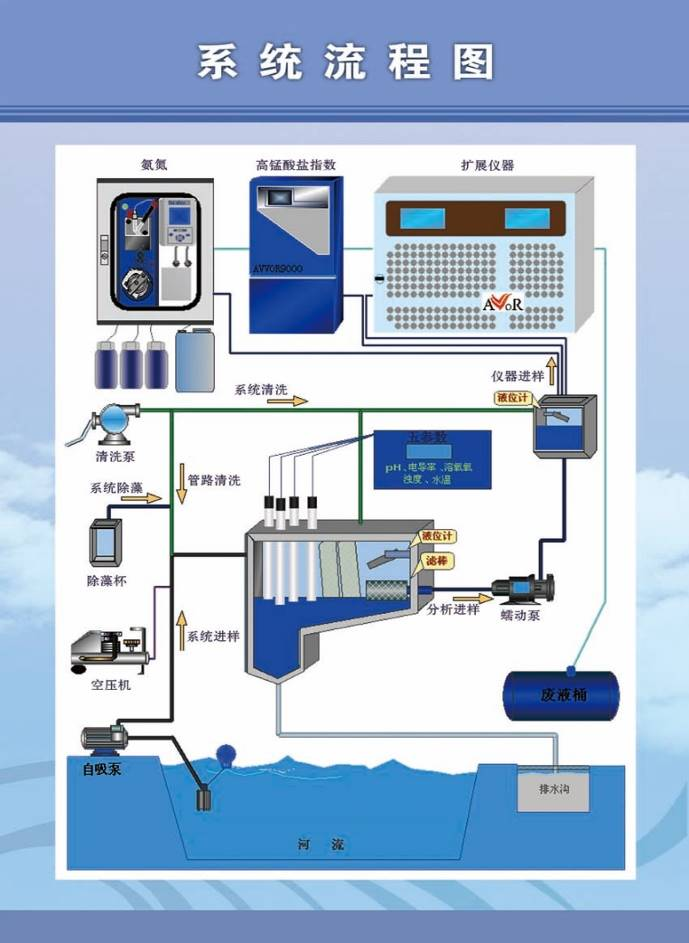 系统流程图
氨氮
高锰酸盐指数
扩展仪器
AVVOR9000
AVoR
仪器进样
液位计
系统清洗
清洗泵
五参数
pH、电导率、溶氧氧
浊度、水温
系统除藻
管路清洗
液位计
滤棒
除藻杯
分析进样
蠕动泵
系统进样
空压机
废液桶
自吸泵
排水沟
河 流